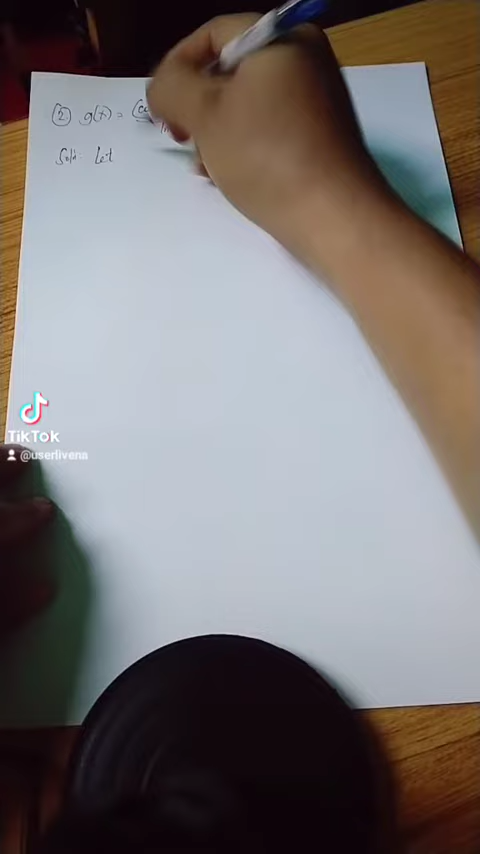 ② g(x) =
Solⁿ: Let
TikTok
@userlivena